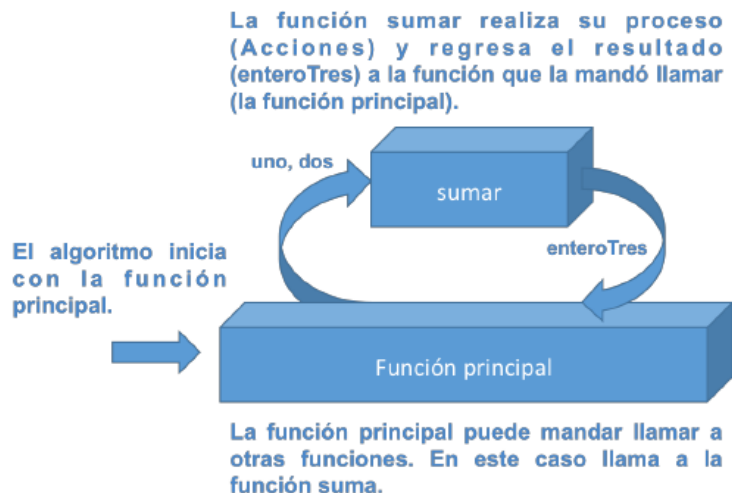 La función sumar realiza su proceso
(Acciones) y regresa el resultado
(enteroTres) a la función que la mandó llamar
(la función principal).
uno, dos
sumar
enteroTres
El algoritmo inicia
con la función
principal.
Función principal
La función principal puede mandar llamar a
otras funciones. En este caso llama a la
función suma.